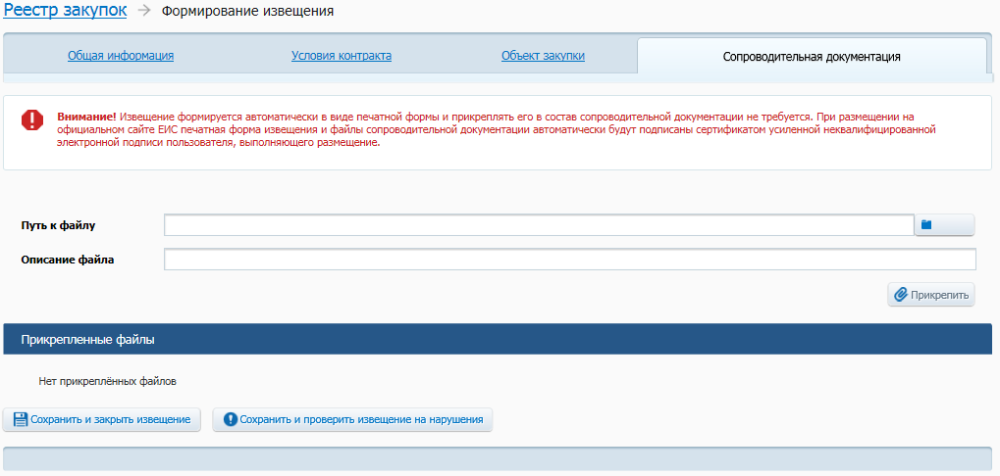 Реестр закупок → Формирование извещения
Общая информация Условия контракта Объект закупки Сопроводительная документация
Внимание! Извещение формируется автоматически в виде печатной формы и прикреплять его в состав сопроводительной документации не требуется. При размещении на
официальном сайте ЕИС печатная форма извещения и файлы сопроводительной документации автоматически будут подписаны сертификатом усиленной неквалифицированной
электронной подписи пользователя, выполняющего размещение.
Путь к файлу
Описание файла
Прикрепить
Прикрепленные файлы
Нет прикреплённых файлов
Сохранить и закрыть извещение Сохранить и проверить извещение на нарушения